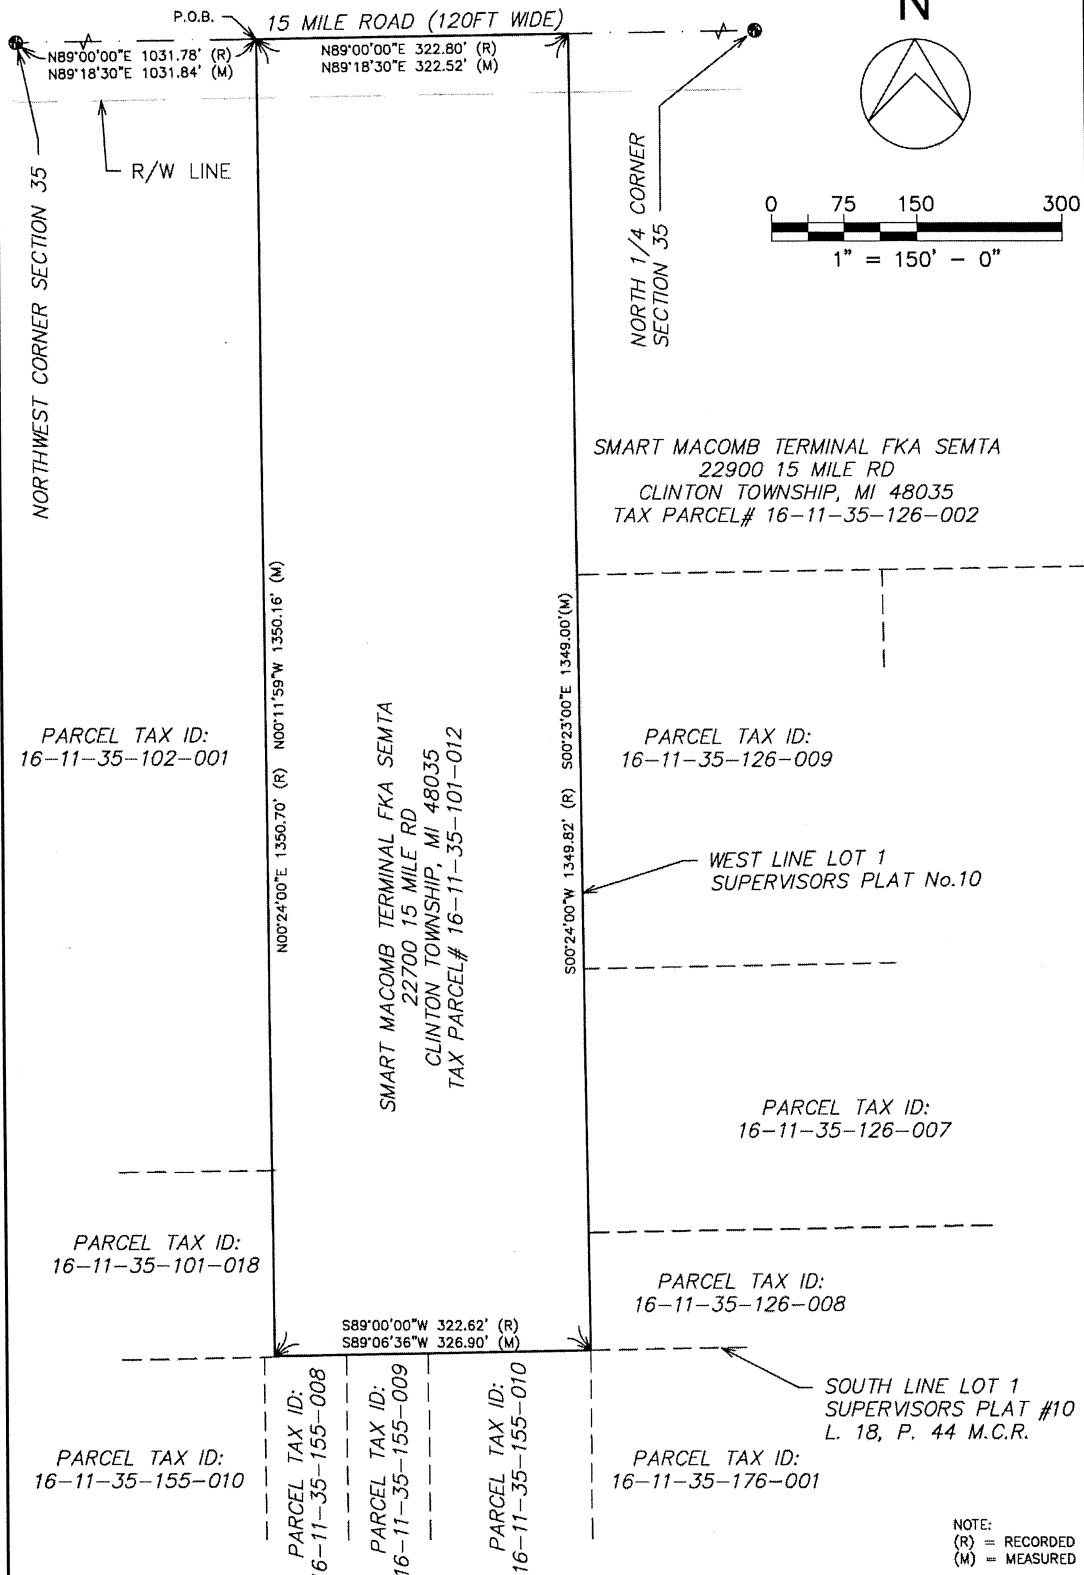 P.O.B.
15 MILE ROAD (120FT WIDE)
N
N89°00'00"E 1031.78' (R)
N89°18'30"E 1031.84' (M)
N89°00'00"E 322.80' (R)
N89°18'30"E 322.52' (M)
R/W LINE
NORTHWEST CORNER SECTION 35
NORTH 1/4 CORNER
SECTION 35
0 75 150 300
1" = 150' - 0"
SMART MACOMB TERMINAL FKA SEMTA
22900 15 MILE RD
CLINTON TOWNSHIP, MI 48035
TAX PARCEL# 16-11-35-126-002
N00°24'00"E 1350.70' (R) N00°11'59"W 1350.16' (M)
S00°24'00"W 1349.82' (R) S00°23'00"E 1349.00'(M)
PARCEL TAX ID:
16-11-35-102-001
SMART MACOMB TERMINAL FKA SEMTA
22700 15 MILE RD
CLINTON TOWNSHIP, MI 48035
TAX PARCEL# 16-11-35-101-012
PARCEL TAX ID:
16-11-35-126-009
WEST LINE LOT 1
SUPERVISORS PLAT No.10
PARCEL TAX ID:
16-11-35-126-007
PARCEL TAX ID:
16-11-35-101-018
PARCEL TAX ID:
16-11-35-126-008
S89°00'00"W 322.62' (R)
S89°06'36"W 326.90' (M)
SOUTH LINE LOT 1
SUPERVISORS PLAT #10
L. 18, P. 44 M.C.R.
PARCEL TAX ID:
16-11-35-155-010
PARCEL TAX ID:
16-11-35-155-008
PARCEL TAX ID:
16-11-35-155-009
PARCEL TAX ID:
16-11-35-155-010
PARCEL TAX ID:
16-11-35-176-001
NOTE:
(R) = RECORDED
(M) = MEASURED